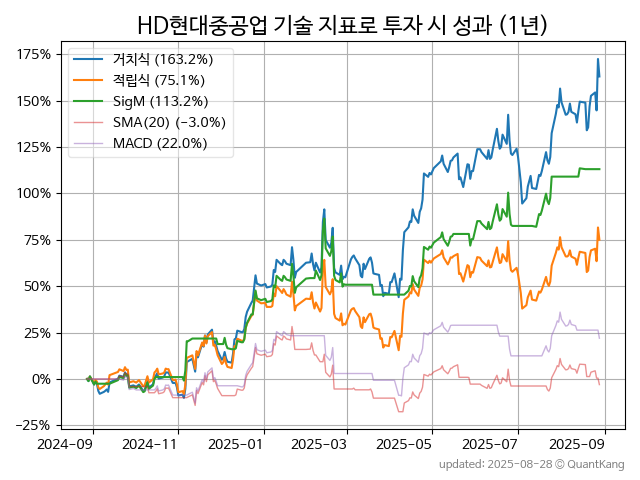 HD현대중공업 기술 지표로 투자 시 성과 (1년)
거치식 (163.2%)
적립식 (75.1%)
SigM (113.2%)
SMA(20) (-3.0%)
MACD (22.0%)
175%
150%
125%
100%
75%
50%
25%
0%
-25%
2024-09 2024-11 2025-01 2025-03 2025-05 2025-07 2025-09
updated: 2025-08-28 © QuantKang